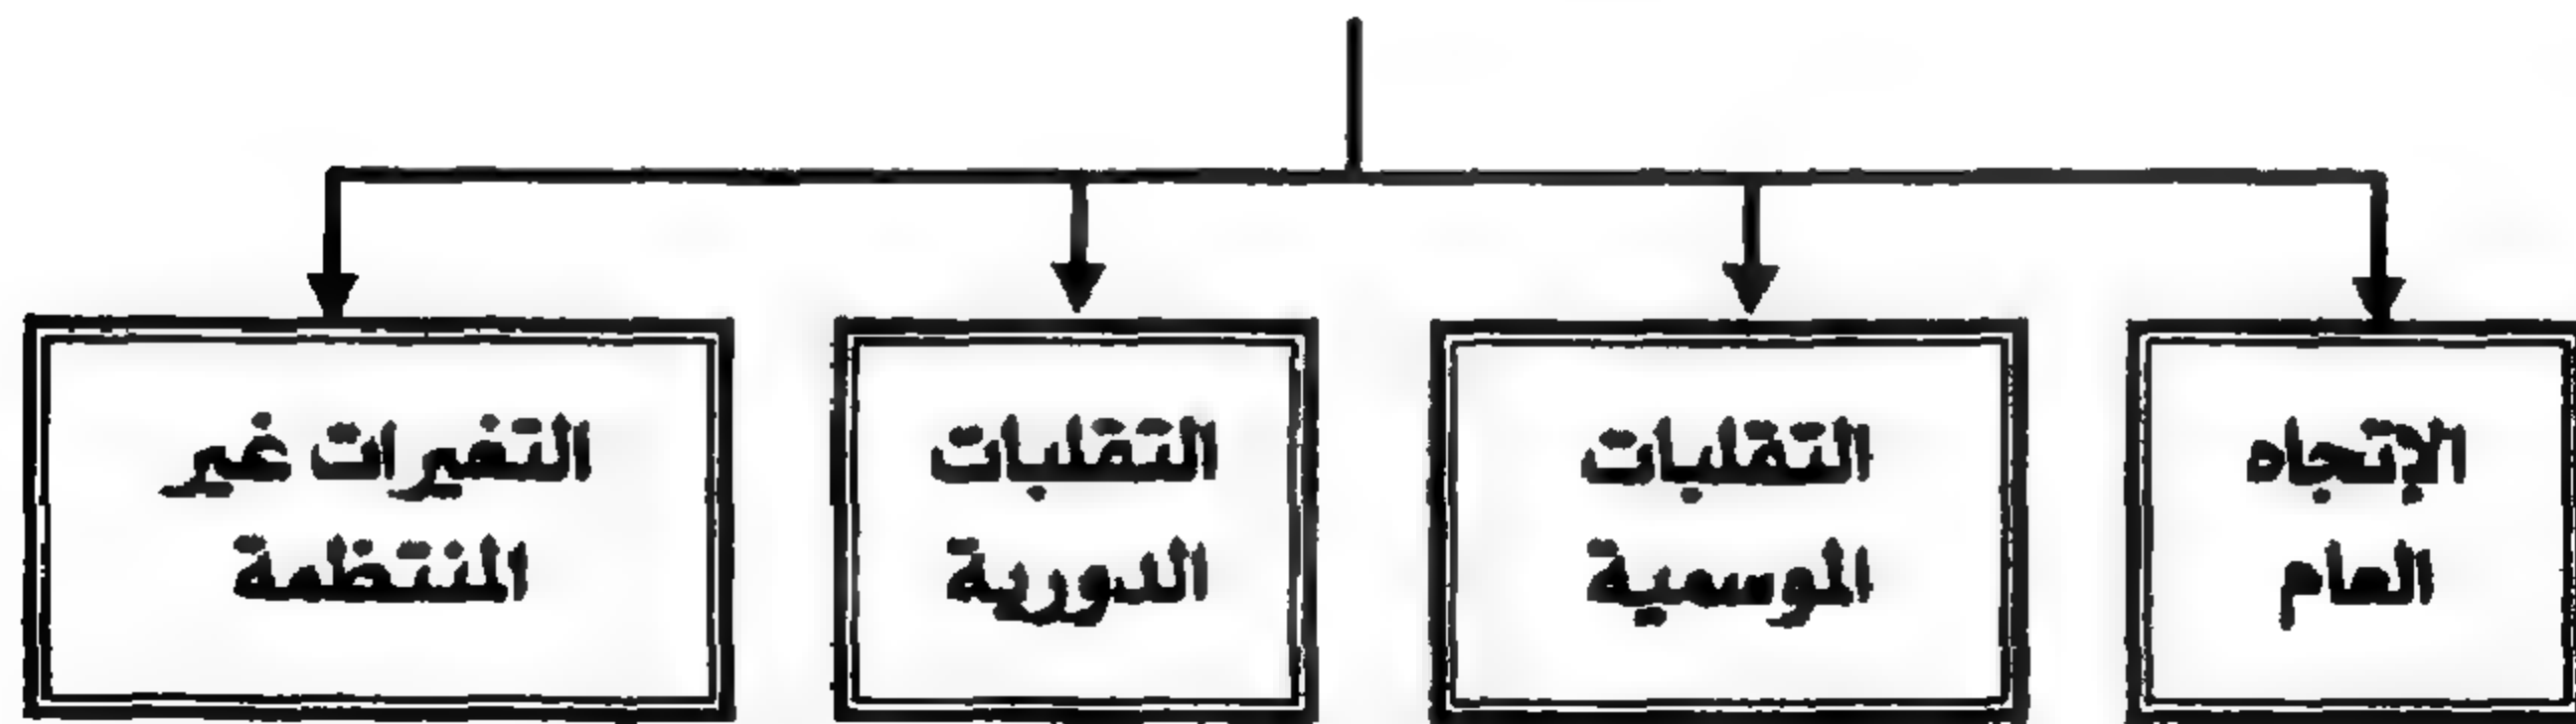 الإتجاه
العام
التقلبات
الموسمية
التقلبات
الدورية
التغيرات غير
المنتظمة